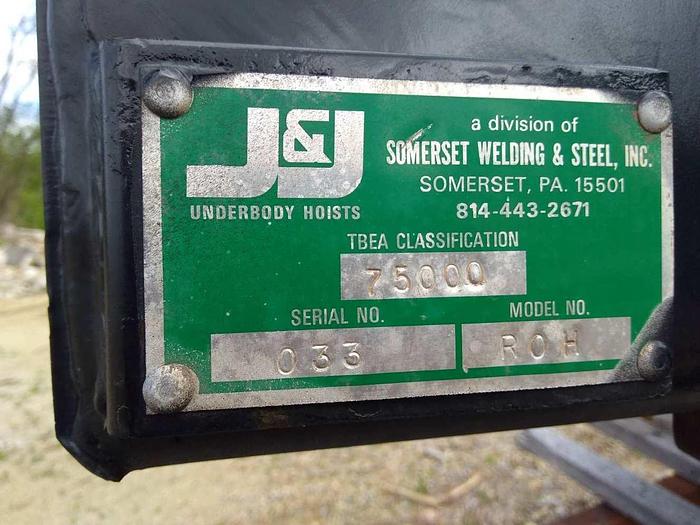 J&J
UNDERBODY HOISTS
a division of
SOMERSET WELDING & STEEL, INC.
SOMERSET, PA. 15501
814-443-2671
TBEA CLASSIFICATION
75000
SERIAL NO.
033
MODEL NO.
ROH